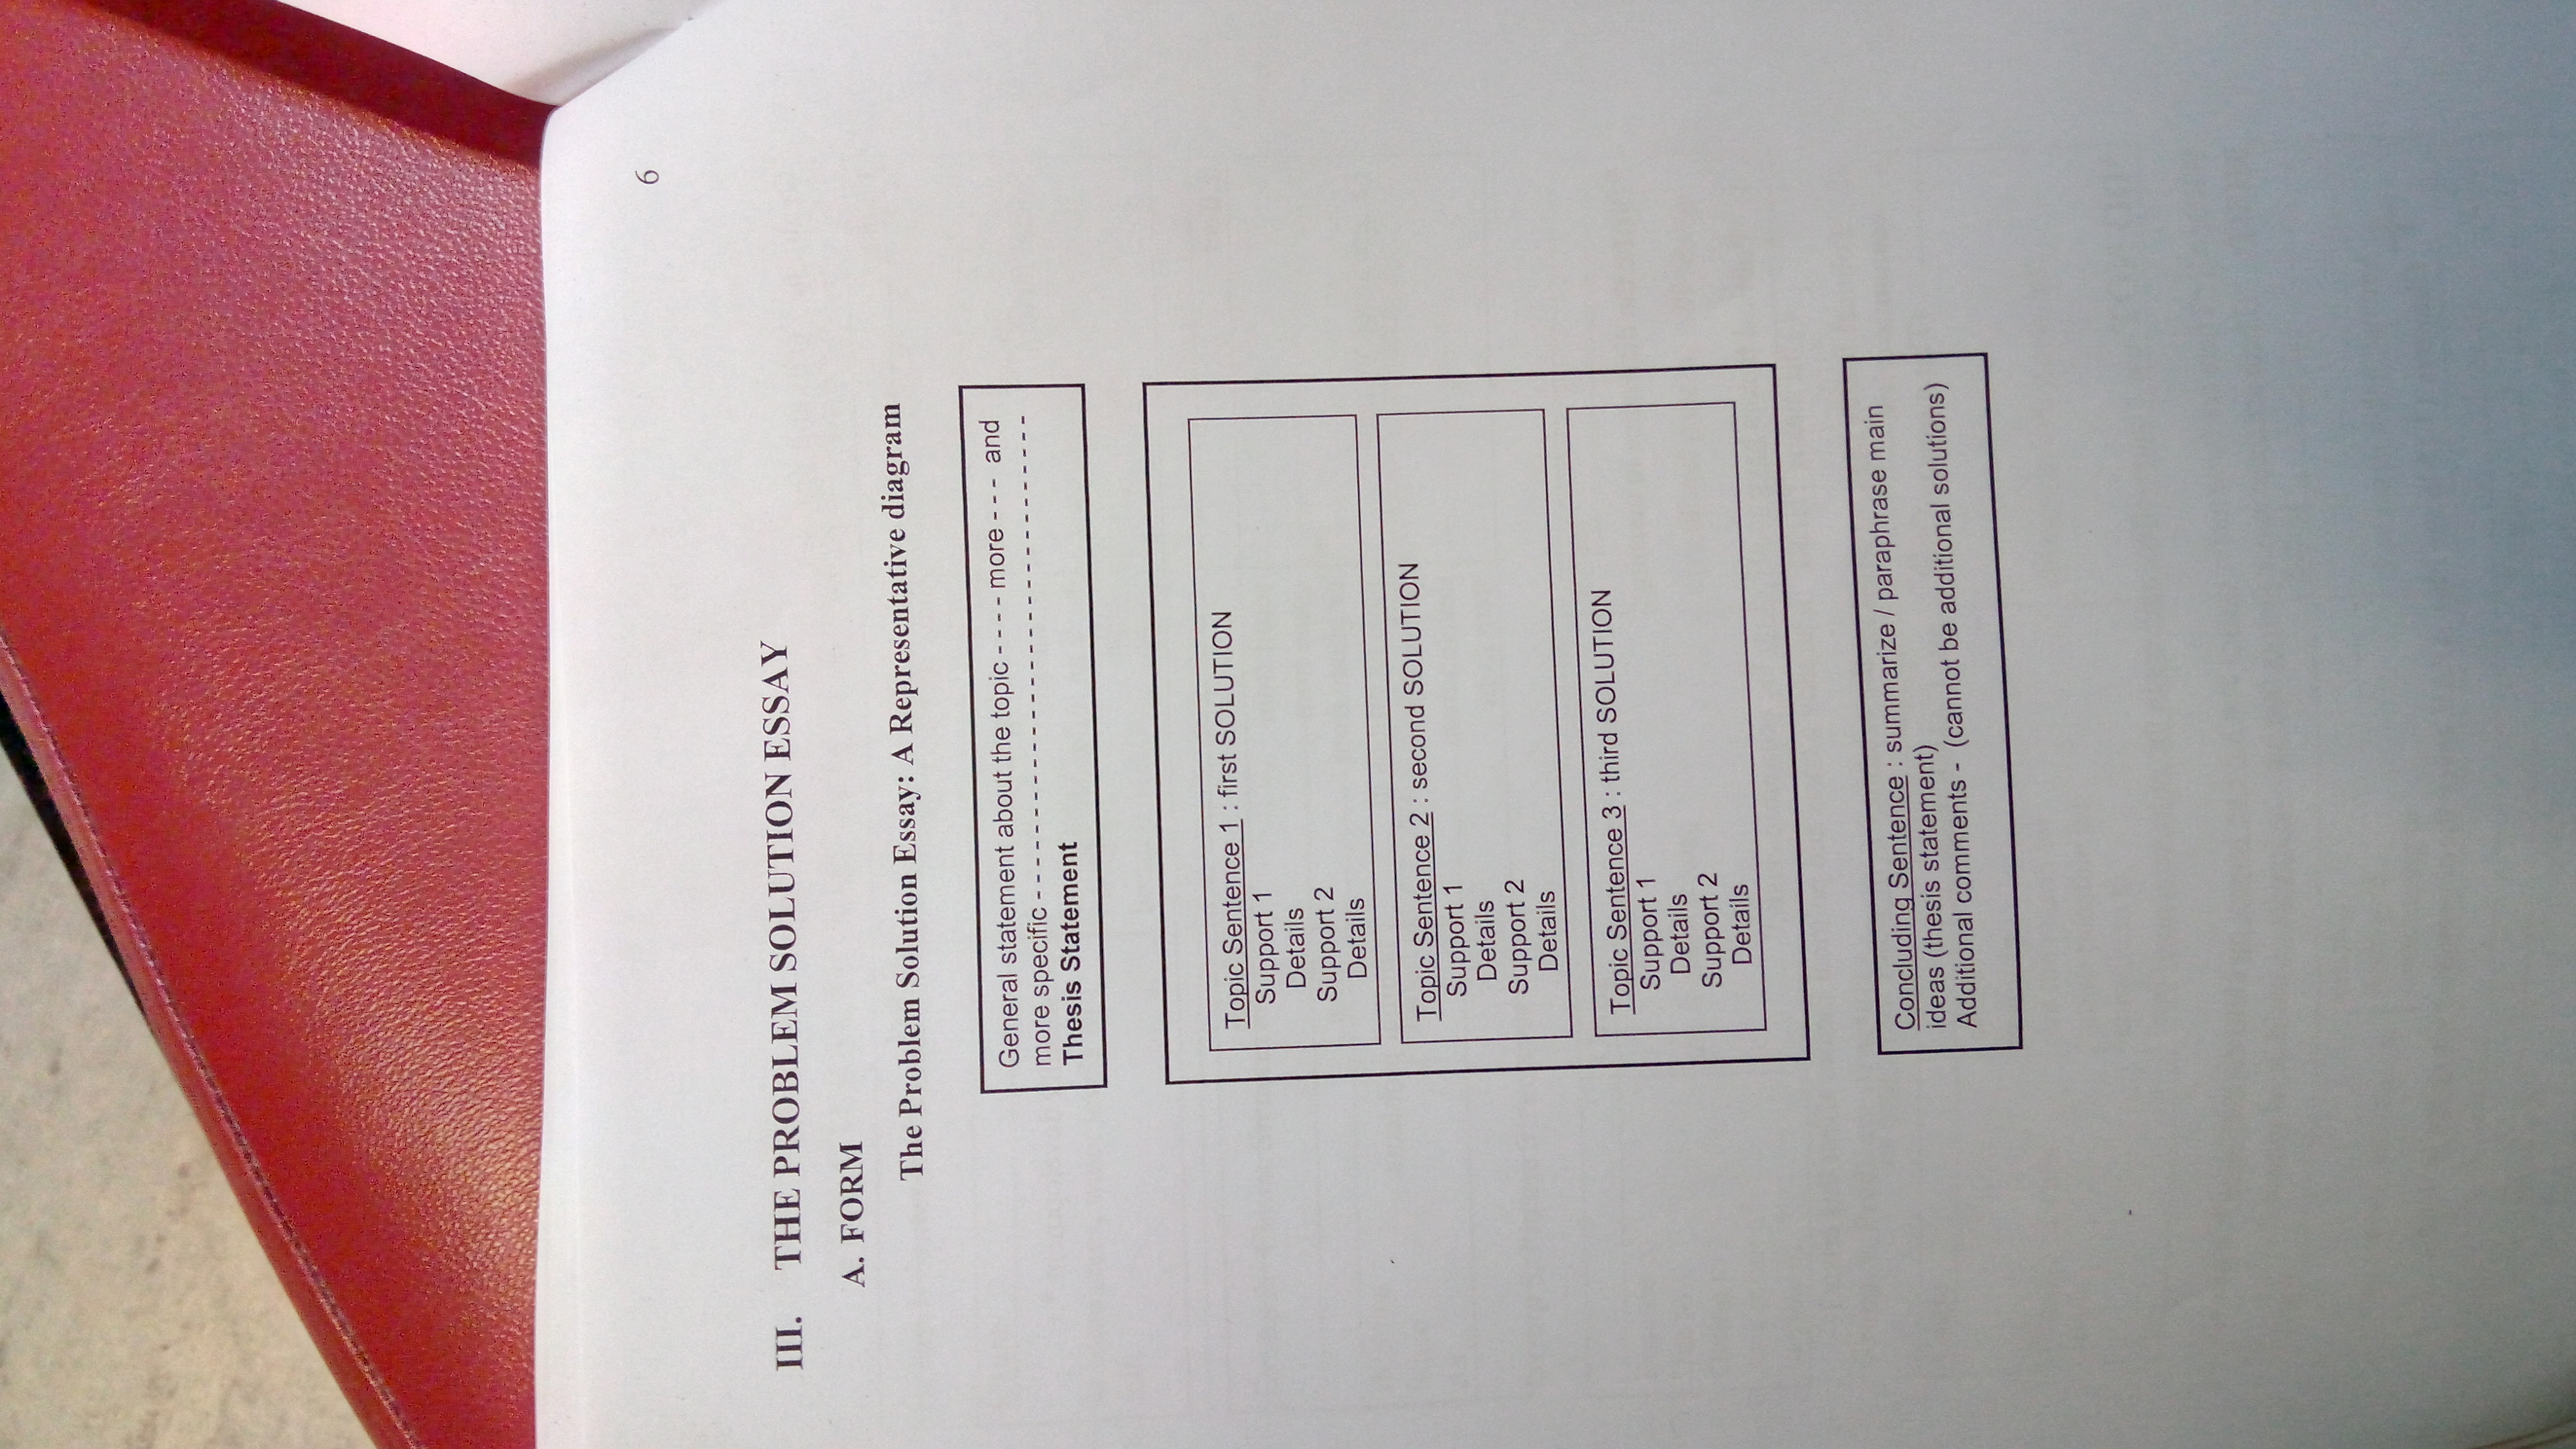 6
III. THE PROBLEM SOLUTION ESSAY
A. FORM
The Problem Solution Essay: A Representative diagram
General statement about the topic - - - - more - - - and
more specific - - - - - - - - - - - - - - - - - - - - - - - - - - - - - -
Thesis Statement
Topic Sentence 1 : first SOLUTION
Support 1
Details
Support 2
Details
Topic Sentence 2 : second SOLUTION
Support 1
Details
Support 2
Details
Topic Sentence 3 : third SOLUTION
Support 1
Details
Support 2
Details
Concluding Sentence : summarize / paraphrase main
ideas (thesis statement)
Additional comments - (cannot be additional solutions)